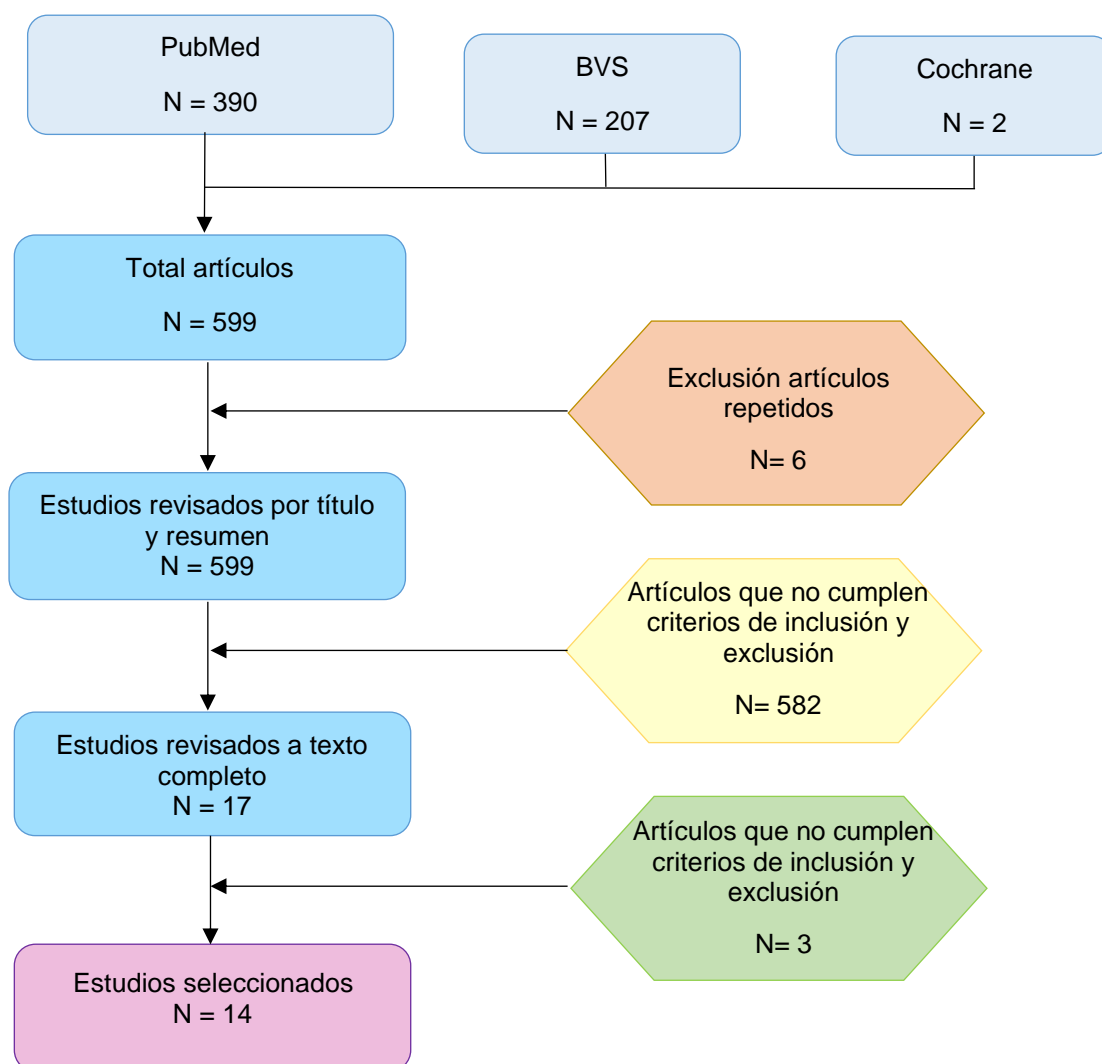 PubMed
N = 390
BVS
N = 207
Cochrane
N = 2
Total artículos
N = 599
Exclusión artículos
repetidos
N= 6
Estudios revisados por título
y resumen
N = 599
Artículos que no cumplen
criterios de inclusión y
exclusión
N= 582
Estudios revisados a texto
completo
N = 17
Artículos que no cumplen
criterios de inclusión y
exclusión
N= 3
Estudios seleccionados
N = 14